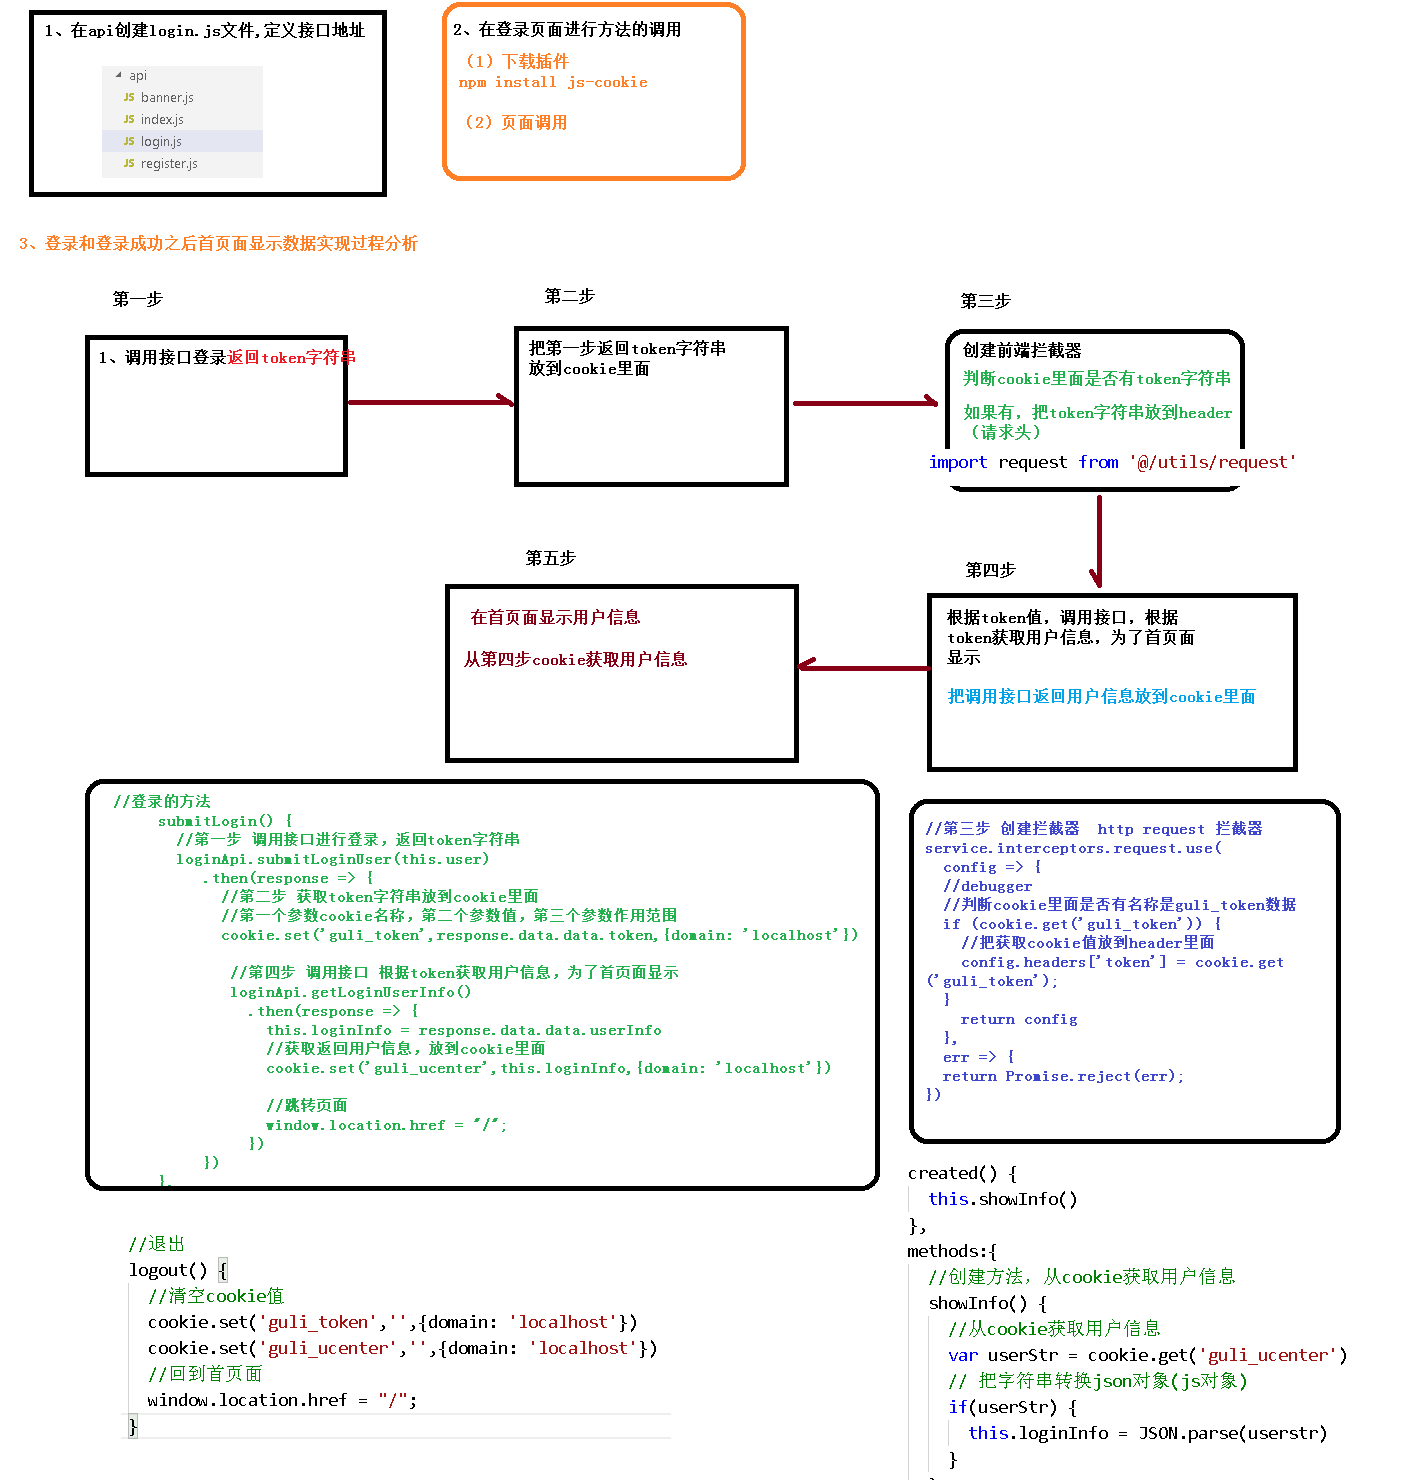 1、在api创建login.js文件,定义接口地址
api
JS banner.js
JS index.js
JS login.js
JS register.js
2、在登录页面进行方法的调用
（1）下载插件
npm install js-cookie
（2）页面调用
3、登录和登录成功之后首页面显示数据实现过程分析
第一步
1、调用接口登录返回token字符串
第二步
把第一步返回token字符串
放到cookie里面
第三步
创建前端拦截器
判断cookie里面是否有token字符串
如果有，把token字符串放到header
（请求头）
import request from '@/utils/request'
第四步
根据token值，调用接口，根据
token获取用户信息，为了首页面
显示
把调用接口返回用户信息放到cookie里面
第五步
在首页面显示用户信息
从第四步cookie获取用户信息
//登录的方法
submitLogin() {
//第一步 调用接口进行登录，返回token字符串
loginApi.submitLoginUser(this.user)
.then(response => {
//第二步 获取token字符串放到cookie里面
//第一个参数cookie名称，第二个参数值，第三个参数作用范围
cookie.set('guli_token',response.data.data.token,{domain: 'localhost'})
//第四步 调用接口 根据token获取用户信息，为了首页面显示
loginApi.getLoginUserInfo()
.then(response => {
this.loginInfo = response.data.data.userInfo
//获取返回用户信息，放到cookie里面
cookie.set('guli_ucenter',this.loginInfo,{domain: 'localhost'})
//跳转页面
window.location.href = "/";
})
})
},
//第三步 创建拦截器  http request 拦截器
service.interceptors.request.use(
config => {
//debugger
//判断cookie里面是否有名称是guli_token数据
if (cookie.get('guli_token')) {
//把获取cookie值放到header里面
config.headers['token'] = cookie.get
('guli_token');
}
return config
},
err => {
return Promise.reject(err);
})
//退出
logout() {
//清空cookie值
cookie.set('guli_token','',{domain: 'localhost'})
cookie.set('guli_ucenter','',{domain: 'localhost'})
//回到首页面
window.location.href = "/";
}
created() {
this.showInfo()
},
methods:{
//创建方法，从cookie获取用户信息
showInfo() {
//从cookie获取用户信息
var userStr = cookie.get('guli_ucenter')
// 把字符串转换json对象(js对象)
if(userStr) {
this.loginInfo = JSON.parse(userstr)
}